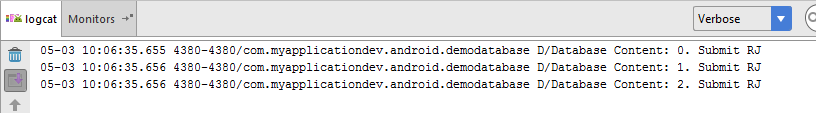 logcat Monitors Verbose
05-03 10:06:35.655 4380-4380/com.myapplicationdev.android.demodatabase D/Database Content: 0. Submit RJ
05-03 10:06:35.656 4380-4380/com.myapplicationdev.android.demodatabase D/Database Content: 1. Submit RJ
05-03 10:06:35.656 4380-4380/com.myapplicationdev.android.demodatabase D/Database Content: 2. Submit RJ